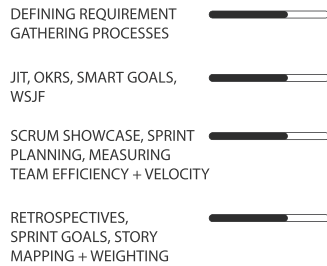 DEFINING REQUIREMENT
GATHERING PROCESSES
JIT, OKRS, SMART GOALS,
WSJF
SCRUM SHOWCASE, SPRINT
PLANNING, MEASURING
TEAM EFFICIENCY + VELOCITY
RETROSPECTIVES,
SPRINT GOALS, STORY
MAPPING + WEIGHTING